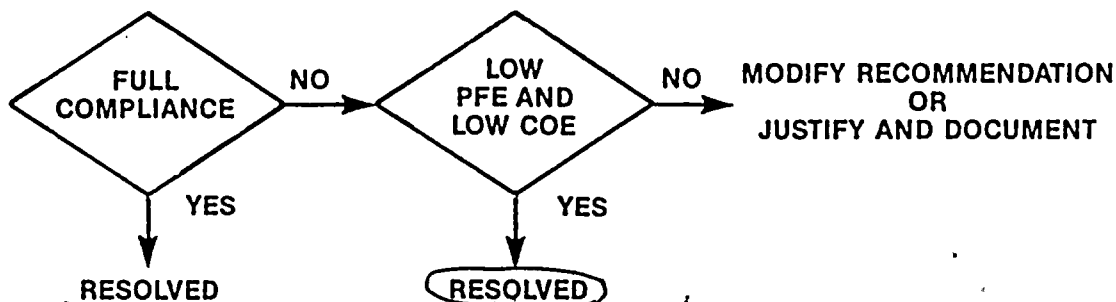 FULL
COMPLIANCE
NO
LOW
PFE AND
LOW COE
NO
MODIFY RECOMMENDATION
OR
JUSTIFY AND DOCUMENT
YES
YES
RESOLVED
RESOLVED